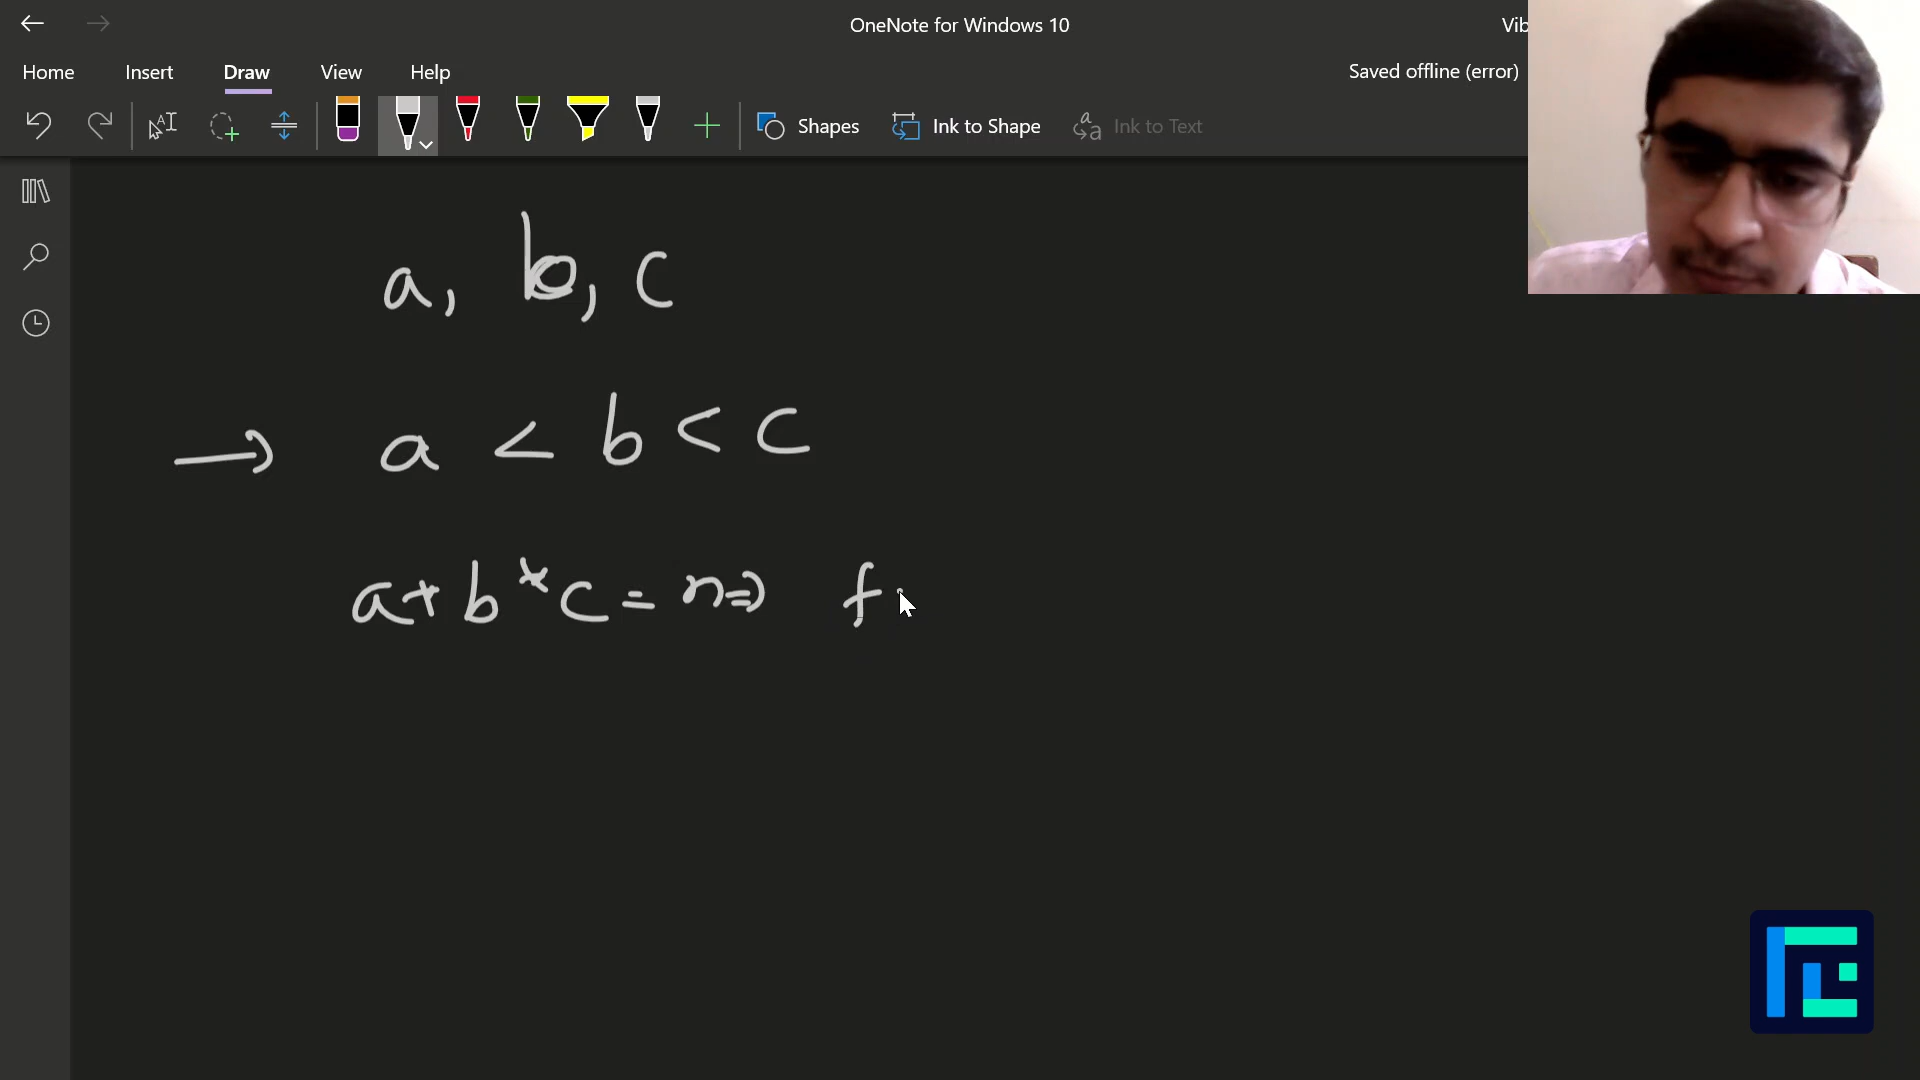 OneNote for Windows 10
Vib
Home Insert Draw View Help
Saved offline (error)
Shapes Ink to Shape Ink to Text
a, b, c
→ a < b < c
a + b * c = n ⇒ f